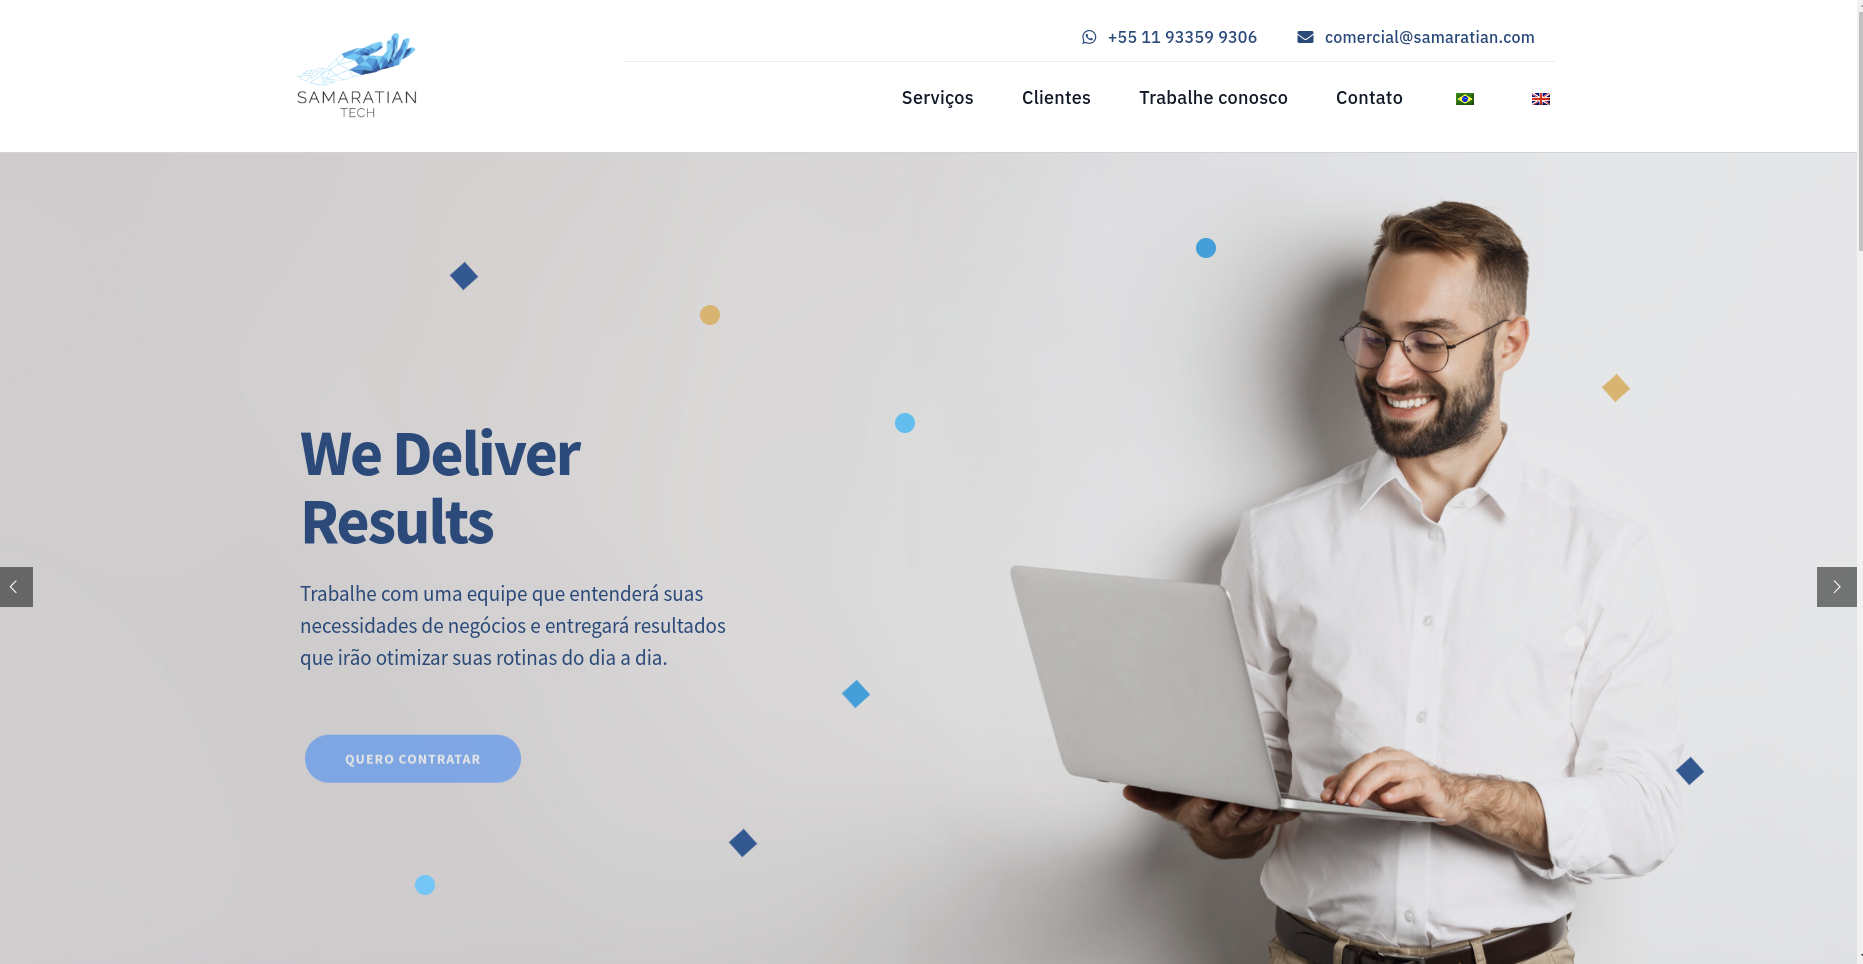 SAMARATIAN
TECH
+55 11 93359 9306
comercial@samaratian.com
Serviços
Clientes
Trabalhe conosco
Contato
We Deliver
Results
Trabalhe com uma equipe que entenderá suas
necessidades de negócios e entregará resultados
que irão otimizar suas rotinas do dia a dia.
QUERO CONTRATAR